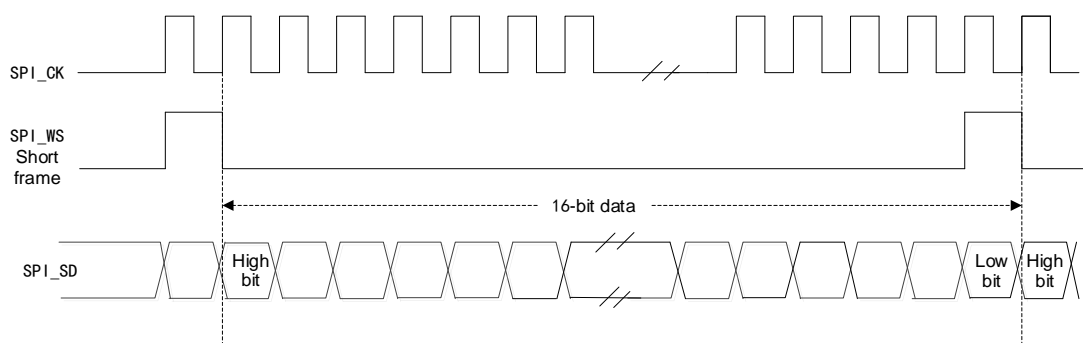 SPI_CK
SPI_WS
Short
frame
16-bit data
SPI_SD
High
bit
Low
bit
High
bit